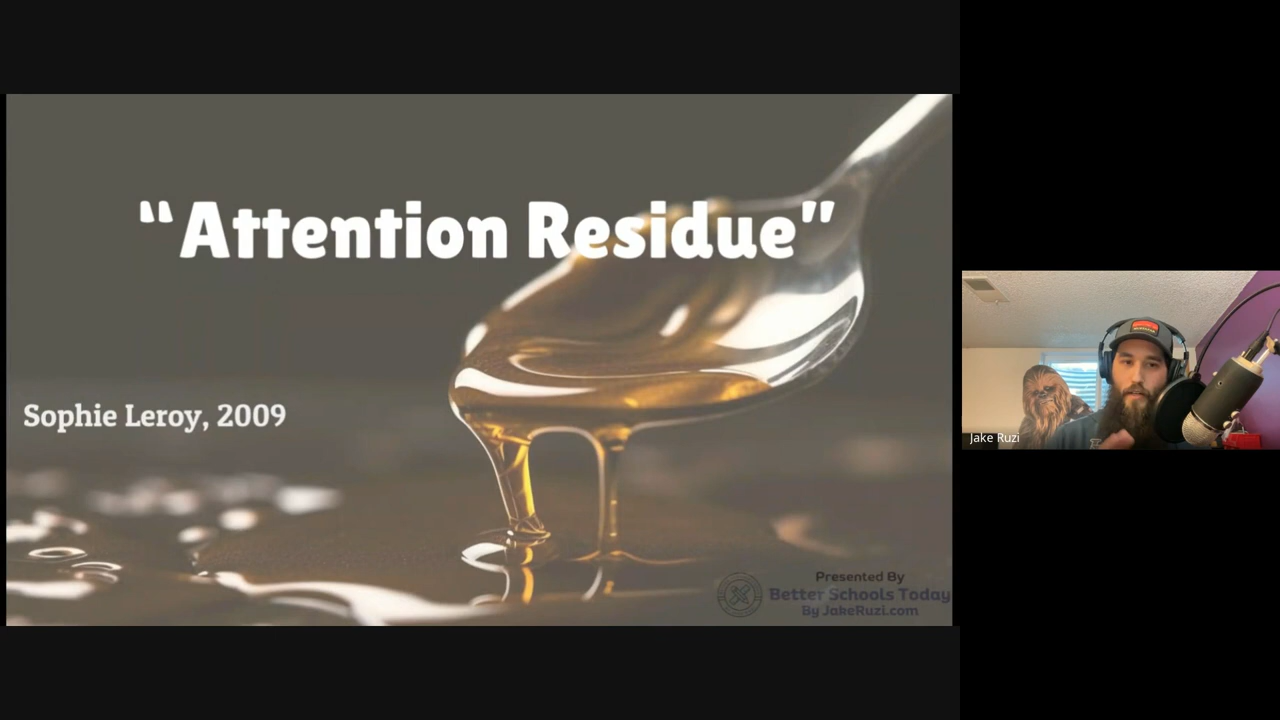 “Attention Residue”
Sophie Leroy, 2009
Presented By
Better Schools Today
By JakeRuzi.com
Jake Ruzi